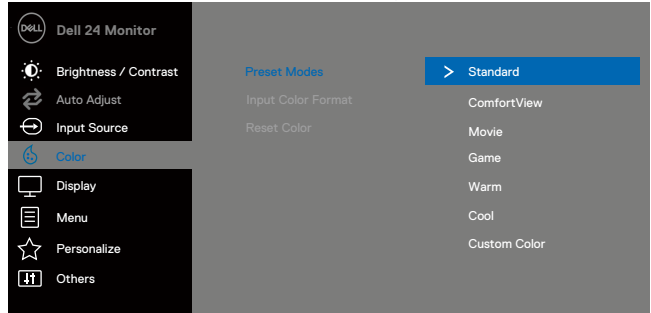 DELL
Dell 24 Monitor
Brightness / Contrast
Auto Adjust
Input Source
Color
Display
Menu
Personalize
Others
Preset Modes
Input Color Format
Reset Color
> Standard
ComfortView
Movie
Game
Warm
Cool
Custom Color